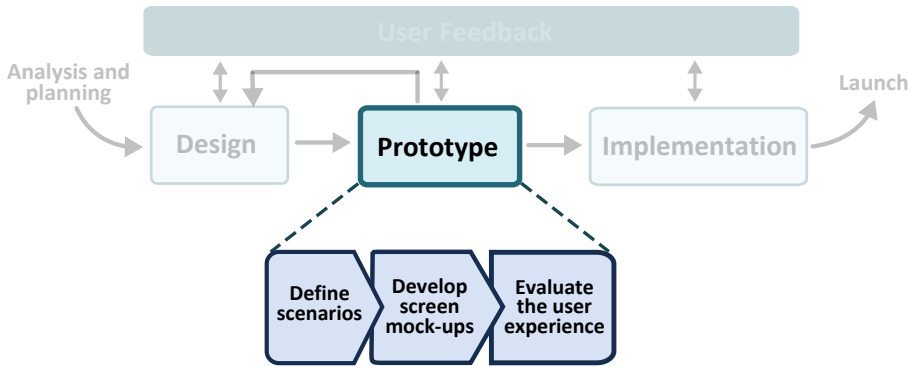 User Feedback
Analysis and
planning
Launch
Design
Prototype
Implementation
Define
scenarios
Develop
screen
mock-ups
Evaluate
the user
experience